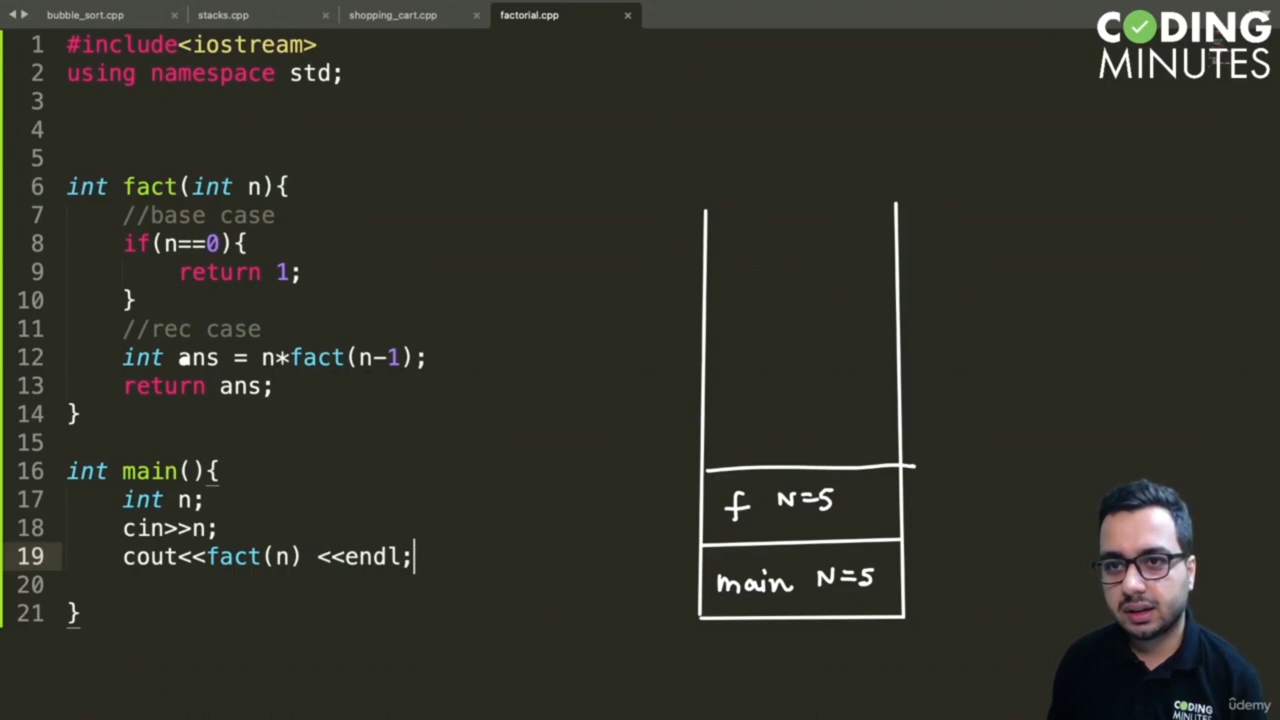 bubble_sort.cpp × stacks.cpp × shopping_cart.cpp × factorial.cpp ×
CODING
MINUTES
1 #include<iostream>
2 using namespace std;
3
4
5
6 int fact(int n){
7 //base case
8 if(n==0){
9 return 1;
10 }
11 //rec case
12 int ans = n*fact(n-1);
13 return ans;
14 }
15
16 int main(){
17 int n;
18 cin>>n;
19 cout<<fact(n) <<endl;
20
21 }
f N=5
main N=5
CODING
MINUTES
ûdemy